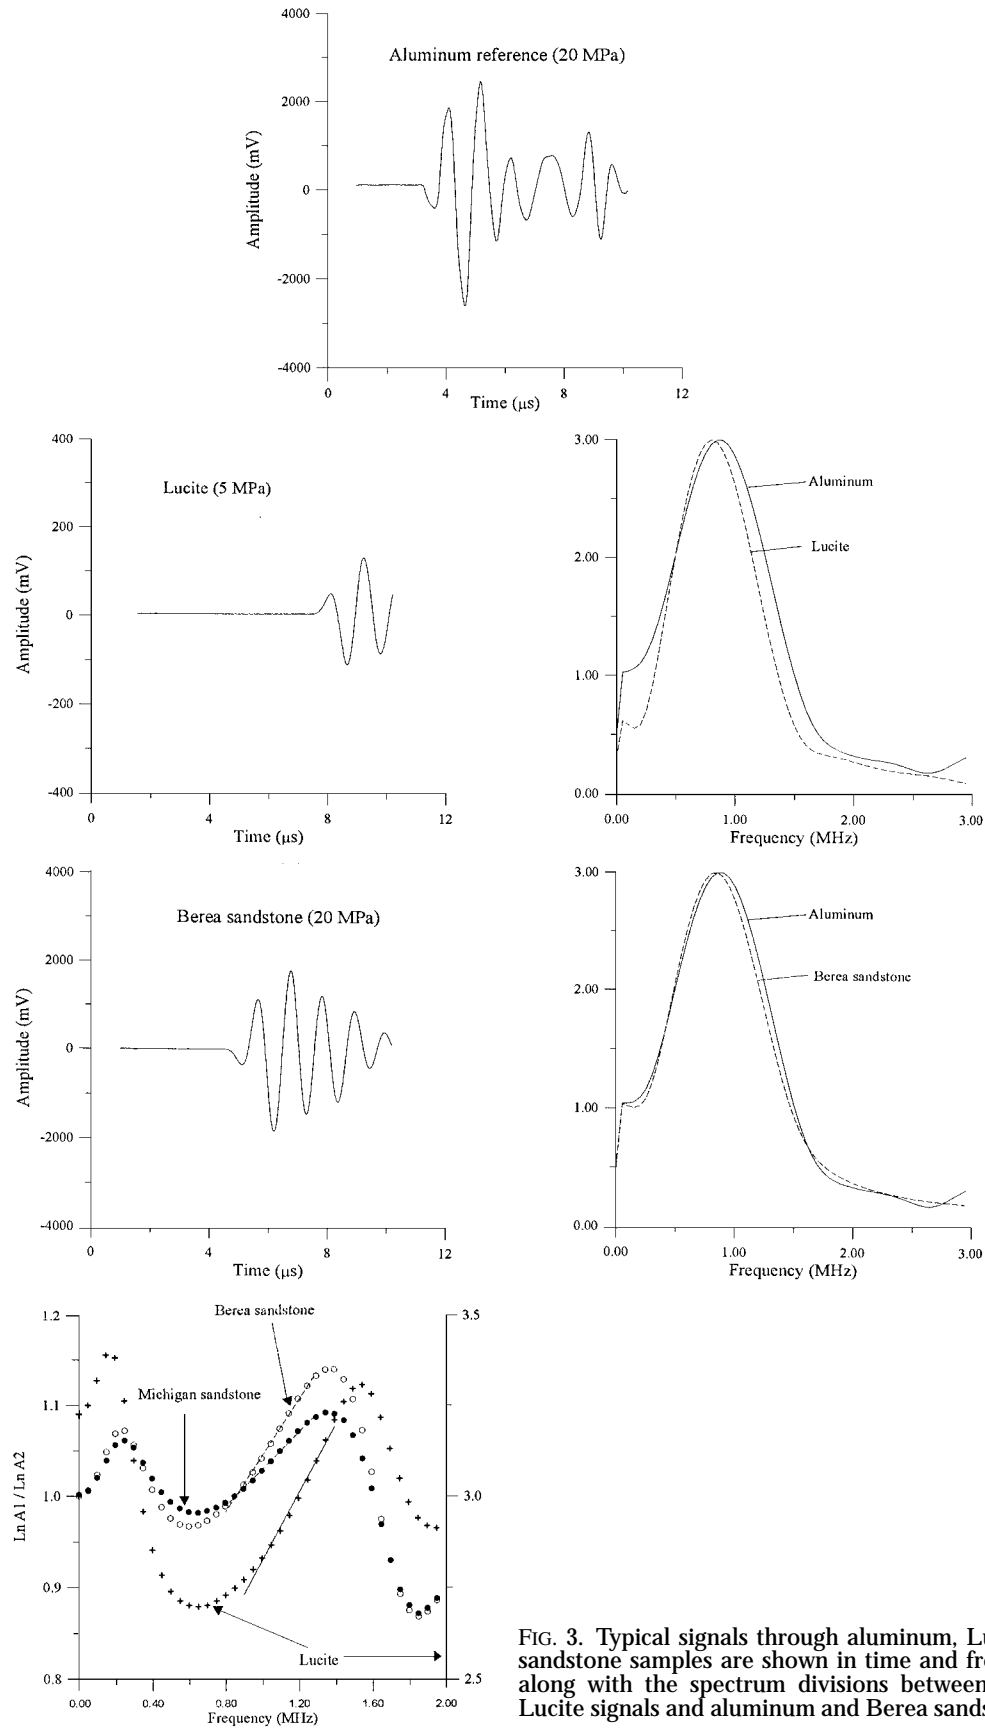 4000
Aluminum reference (20 MPa)
2000
0
-2000
-4000
Amplitude (mV)
0
4
8
12
Time (μs)
400
Lucite (5 MPa)
200
0
-200
-400
Amplitude (mV)
0
4
8
12
Time (μs)
3.00
Aluminum
Lucite
2.00
1.00
0.00
0.00
1.00
2.00
3.00
Frequency (MHz)
4000
Berea sandstone (20 MPa)
2000
0
-2000
-4000
Amplitude (mV)
0
4
8
12
Time (μs)
3.00
Aluminum
Berea sandstone
2.00
1.00
0.00
0.00
1.00
2.00
3.00
Frequency (MHz)
1.2
Berea sandstone
3.5
Michigan sandstone
1.1
1.0
3.0
0.9
Lucite
0.8
2.5
Ln A1 / Ln A2
0.00
0.40
0.80
1.20
1.60
2.00
Frequency (MHz)
FIG. 3. Typical signals through aluminum, Lu
sandstone samples are shown in time and fre
along with the spectrum divisions between
Lucite signals and aluminum and Berea sands